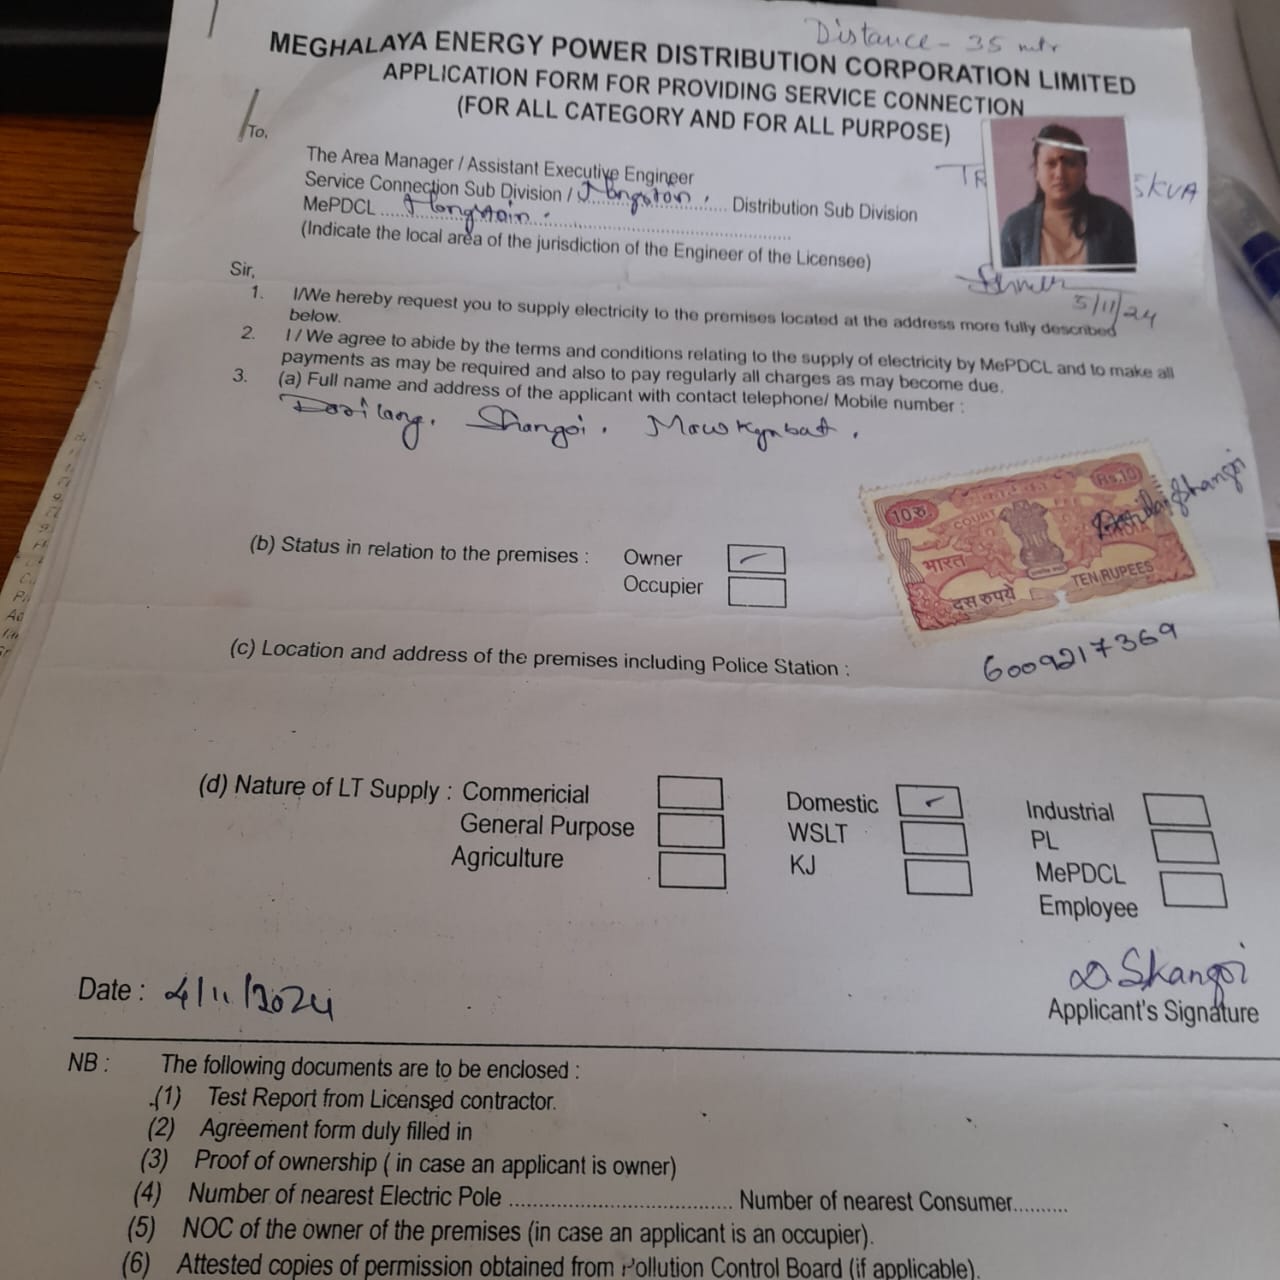 Distance - 35 mtr
MEGHALAYA ENERGY POWER DISTRIBUTION CORPORATION LIMITED
APPLICATION FORM FOR PROVIDING SERVICE CONNECTION
(FOR ALL CATEGORY AND FOR ALL PURPOSE)
To,
The Area Manager / Assistant Executive Engineer
Service Connection Sub Division / Nongstoin. Distribution Sub Division
MePDCL Nongstoin.
(Indicate the local area of the jurisdiction of the Engineer of the Licensee)
TR
5KVA
5/11/24
Sir,
1. I/We hereby request you to supply electricity to the premises located at the address more fully described
below.
2. I / We agree to abide by the terms and conditions relating to the supply of electricity by MePDCL and to make all
payments as may be required and also to pay regularly all charges as may become due.
3. (a) Full name and address of the applicant with contact telephone/ Mobile number :
Darilang. Shangoi. Mawkynbat.
10रु. Rs.10
COURT FEE
भारत INDIA
दस रुपये TEN RUPEES
Shangoi
6009217369
(b) Status in relation to the premises : Owner
Occupier
(c) Location and address of the premises including Police Station :
(d) Nature of LT Supply : Commericial Domestic Industrial
General Purpose WSLT PL
Agriculture KJ MePDCL
Employee
Date : 4/11/2024
D. Shangoi
Applicant's Signature
NB : The following documents are to be enclosed :
(1) Test Report from Licensed contractor.
(2) Agreement form duly filled in
(3) Proof of ownership ( in case an applicant is owner)
(4) Number of nearest Electric Pole .................................... Number of nearest Consumer..........
(5) NOC of the owner of the premises (in case an applicant is an occupier).
(6) Attested copies of permission obtained from Pollution Control Board (if applicable).